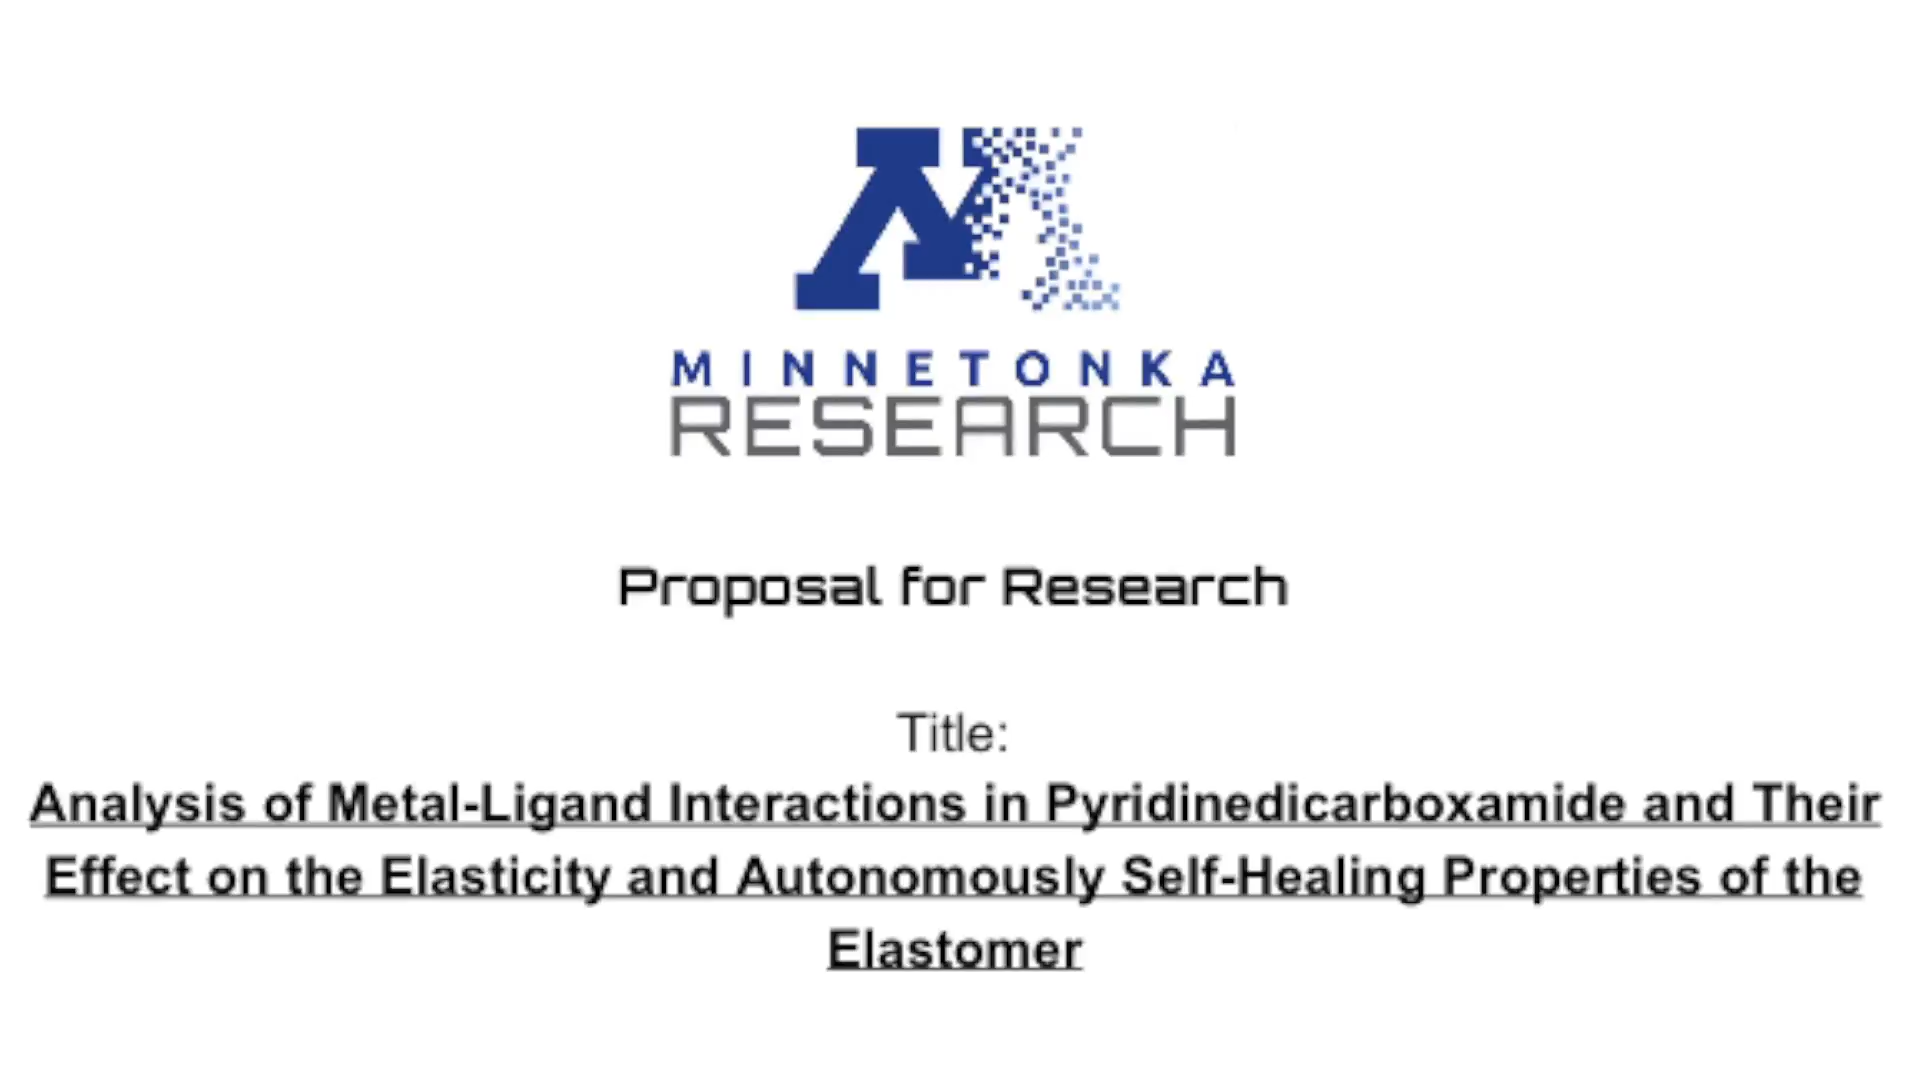 MINNETONKA
RESEARCH
Proposal for Research
Title:
Analysis of Metal-Ligand Interactions in Pyridinedicarboxamide and Their
Effect on the Elasticity and Autonomously Self-Healing Properties of the
Elastomer